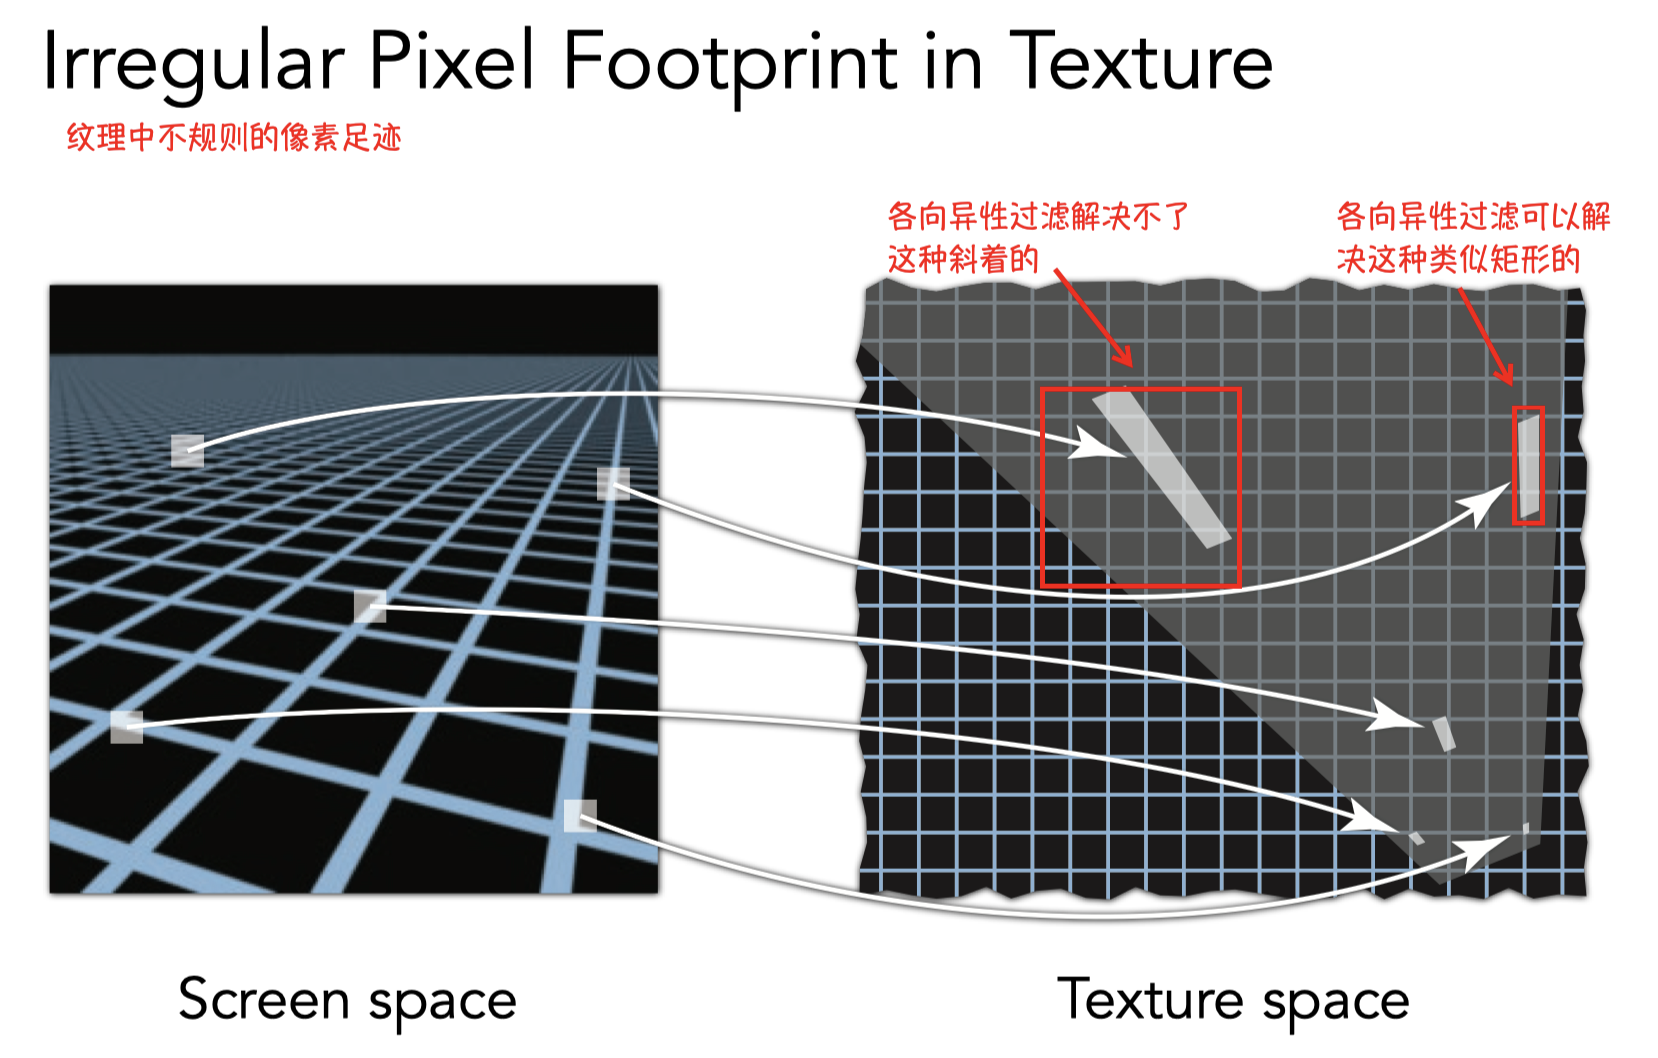 Irregular Pixel Footprint in Texture
纹理中不规则的像素足迹
各向异性过滤解决不了
这种斜着的
各向异性过滤可以解
决这种类似矩形的
Screen space
Texture space